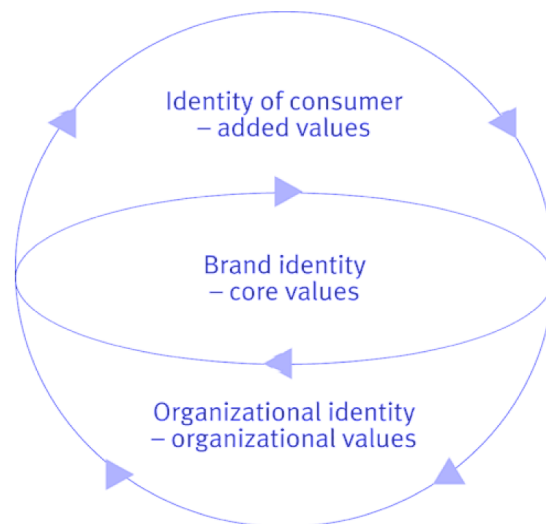 Identity of consumer
– added values
Brand identity
– core values
Organizational identity
– organizational values